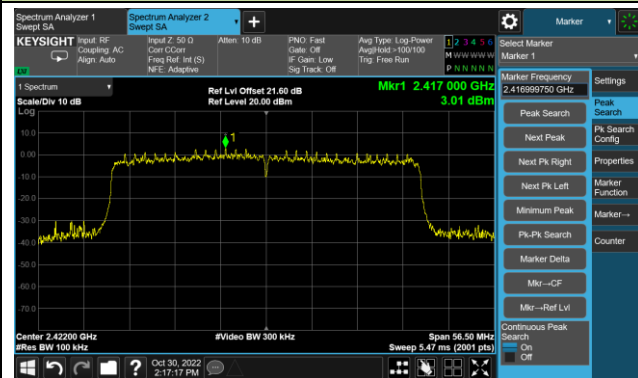 Spectrum Analyzer 1
Swept SA
Spectrum Analyzer 2
Swept SA
Marker
KEYSIGHT
Input: RF
Coupling: AC
Align: Auto
Input Z: 50 Ω
Corr CCorr
Freq Ref: Int (S)
NFE: Adaptive
Atten: 10 dB
PNO: Fast
Gate: Off
IF Gain: Low
Sig Track: Off
Avg Type: Log-Power
Avg|Hold:>100/100
Trig: Free Run
1 2 3 4 5 6
M W W W W W
P N N N N N
Select Marker
Marker 1
LXI
1 Spectrum
Scale/Div 10 dB
Log
Ref Lvl Offset 21.60 dB
Ref Level 20.00 dBm
Mkr1 2.417 000 GHz
3.01 dBm
1
10.0
0.00
-10.0
-20.0
-30.0
-40.0
-50.0
-60.0
-70.0
Center 2.42200 GHz
#Res BW 100 kHz
#Video BW 300 kHz
Span 56.50 MHz
Sweep 5.47 ms (2001 pts)
Marker Frequency
2.416999750 GHz
Peak Search
Next Peak
Next Pk Right
Next Pk Left
Minimum Peak
Pk-Pk Search
Marker Delta
Mkr→CF
Mkr→Ref Lvl
Continuous Peak
Search
On
Off
Settings
Peak
Search
Pk Search
Config
Properties
Marker
Function
Marker→
Counter
Oct 30, 2022
2:17:17 PM